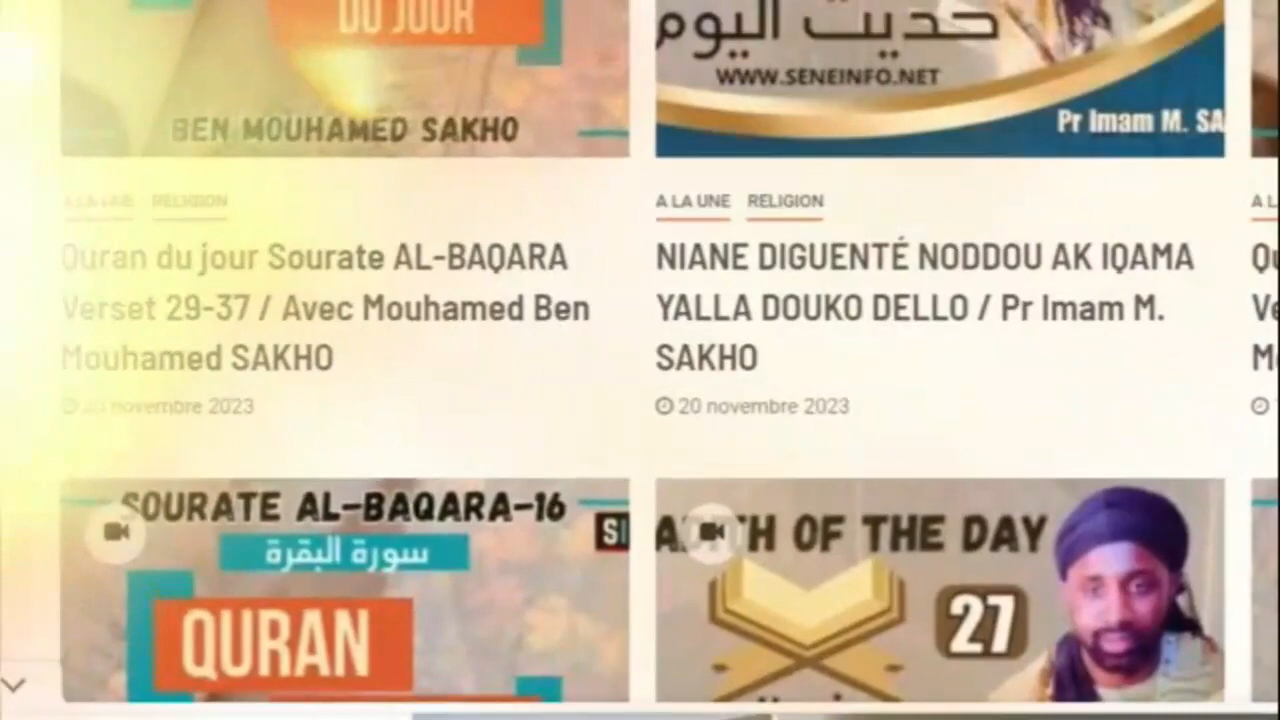 DU JOUR
BEN MOUHAMED SAKHO
حديث اليوم
WWW.SENEINFO.NET
Pr Imam M. SA
A LA UNE RELIGION
Quran du jour Sourate AL-BAQARA
Verset 29-37 / Avec Mouhamed Ben
Mouhamed SAKHO
novembre 2023
A LA UNE RELIGION
NIANE DIGUENTÉ NODDOU AK IQAMA
YALLA DOUKO DELLO / Pr Imam M.
SAKHO
20 novembre 2023
SOURATE AL-BAQARA-16
سورة البقرة
QURAN
OF THE DAY
27